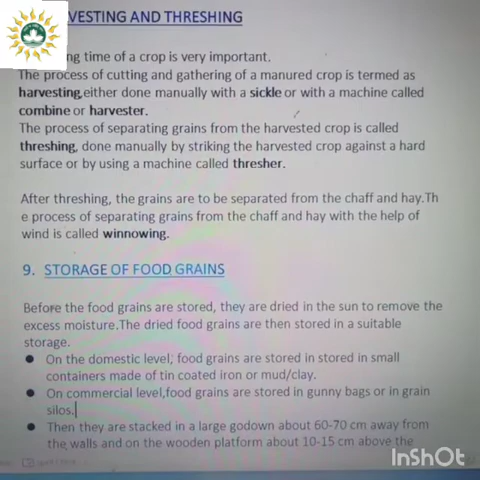 VESTING AND THRESHING
ng time of a crop is very important.
The process of cutting and gathering of a manured crop is termed as
harvesting,either done manually with a sickle or with a machine called
combine or harvester.
The process of separating grains from the harvested crop is called
threshing, done manually by striking the harvested crop against a hard
surface or by using a machine called thresher.
After threshing, the grains are to be separated from the chaff and hay.Th
e process of separating grains from the chaff and hay with the help of
wind is called winnowing.
9. STORAGE OF FOOD GRAINS
Before the food grains are stored, they are dried in the sun to remove the
excess moisture.The dried food grains are then stored in a suitable
storage.
● On the domestic level, food grains are stored in stored in small
containers made of tin coated iron or mud/clay.
● On commercial level,food grains are stored in gunny bags or in grain
silos.
● Then they are stacked in a large godown about 60-70 cm away from
the walls and on the wooden platform about 10-15 cm above the
InShOt